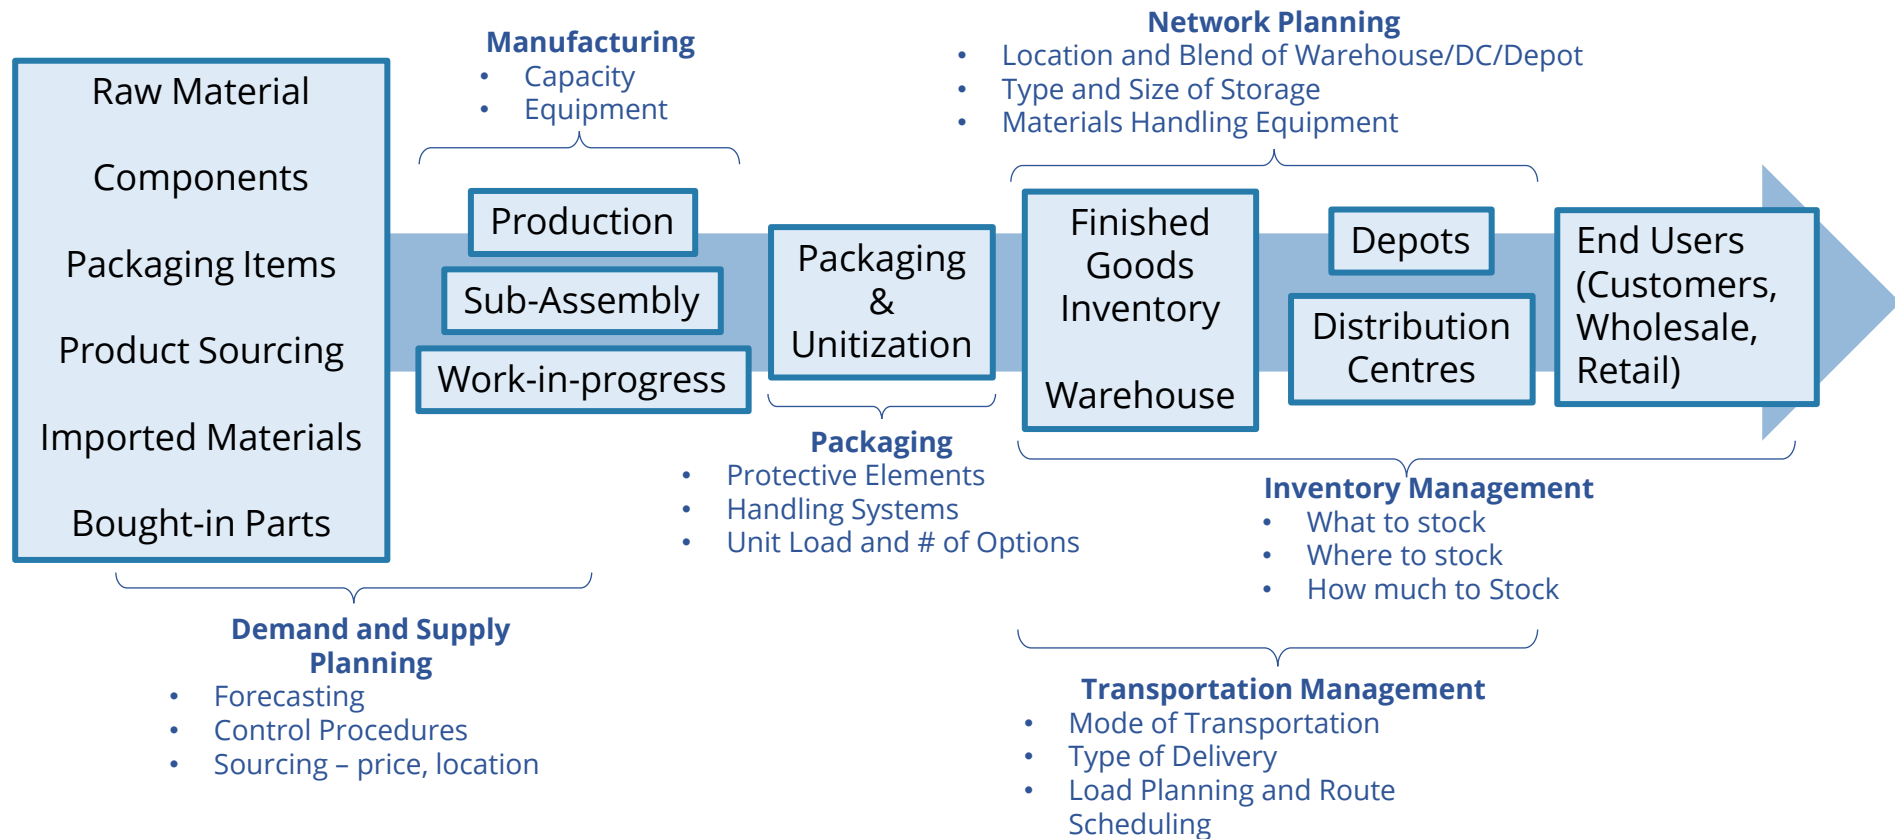 Raw Material
Components
Packaging Items
Product Sourcing
Imported Materials
Bought-in Parts
Demand and Supply
Planning
• Forecasting
• Control Procedures
• Sourcing – price, location
Manufacturing
• Capacity
• Equipment
Production
Sub-Assembly
Work-in-progress
Packaging
&
Unitization
Packaging
• Protective Elements
• Handling Systems
• Unit Load and # of Options
Network Planning
• Location and Blend of Warehouse/DC/Depot
• Type and Size of Storage
• Materials Handling Equipment
Finished
Goods
Inventory
Warehouse
Depots
Distribution
Centres
End Users
(Customers,
Wholesale,
Retail)
Inventory Management
• What to stock
• Where to stock
• How much to Stock
Transportation Management
• Mode of Transportation
• Type of Delivery
• Load Planning and Route
Scheduling